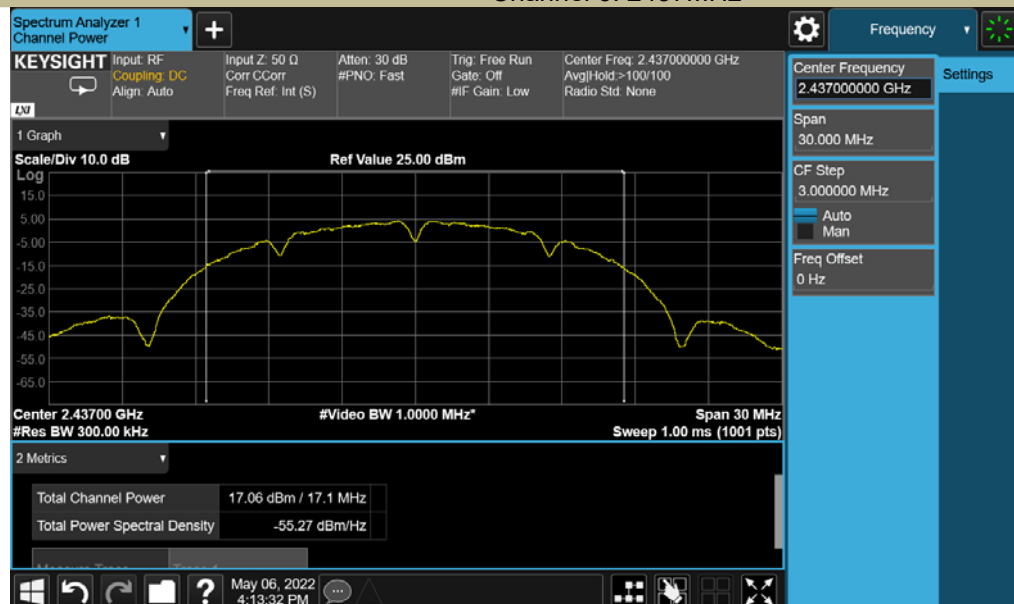 Spectrum Analyzer 1
Channel Power
Frequency
KEYSIGHT
Input: RF
Coupling: DC
Align: Auto
Input Z: 50 Ω
Corr CCorr
Freq Ref: Int (S)
Atten: 30 dB
#PNO: Fast
Trig: Free Run
Gate: Off
#IF Gain: Low
Center Freq: 2.437000000 GHz
Avg|Hold:>100/100
Radio Std: None
LXI
Center Frequency
2.437000000 GHz
Settings
Span
30.000 MHz
CF Step
3.000000 MHz
Auto
Man
Freq Offset
0 Hz
1 Graph
Scale/Div 10.0 dB
Ref Value 25.00 dBm
Log
15.0
5.00
-5.00
-15.0
-25.0
-35.0
-45.0
-55.0
-65.0
Center 2.43700 GHz
#Video BW 1.0000 MHz*
Span 30 MHz
#Res BW 300.00 kHz
Sweep 1.00 ms (1001 pts)
2 Metrics
Total Channel Power 17.06 dBm / 17.1 MHz
Total Power Spectral Density -55.27 dBm/Hz
?
May 06, 2022
4:13:32 PM